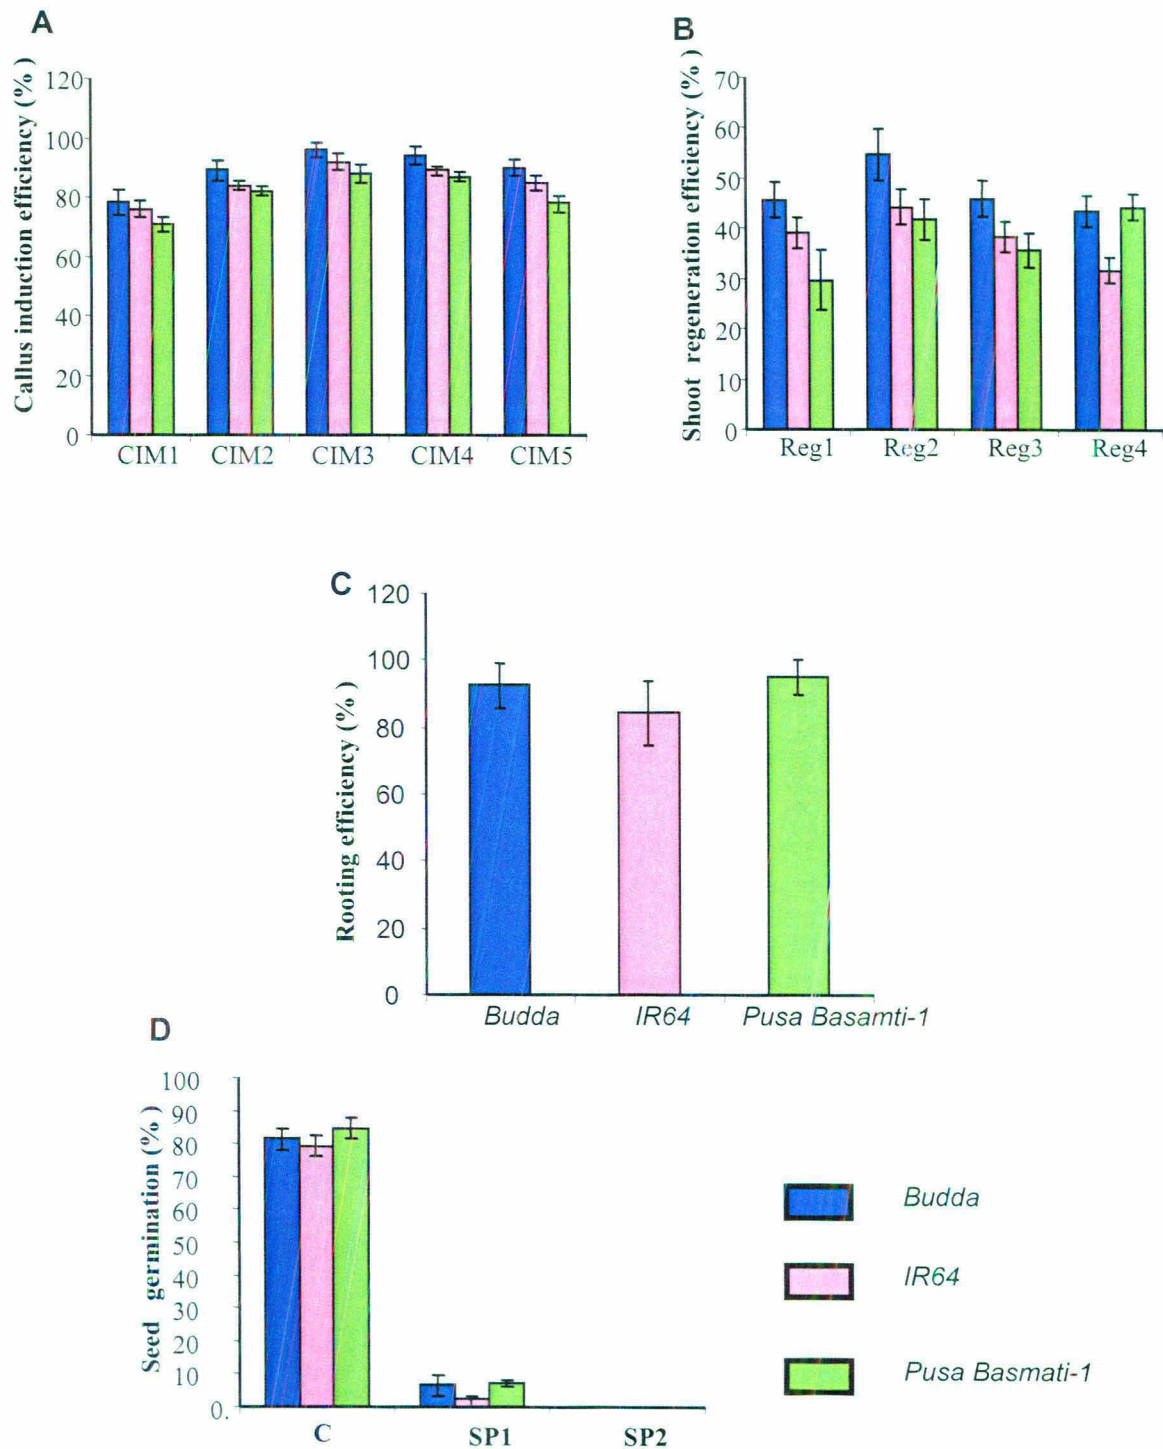 A
Callus induction efficiency (%)
120
100
80
60
40
20
0
CIM1 CIM2 CIM3 CIM4 CIM5
B
Shoot regeneration efficiency (%)
70
60
50
40
30
20
10
0
Reg1 Reg2 Reg3 Reg4
C
Rooting efficiency (%)
120
100
80
60
40
20
0
Budda IR64 Pusa Basamti-1
D
Seed germination (%)
100
90
80
70
60
50
40
30
20
10
0.
C SP1 SP2
Budda
IR64
Pusa Basmati-1